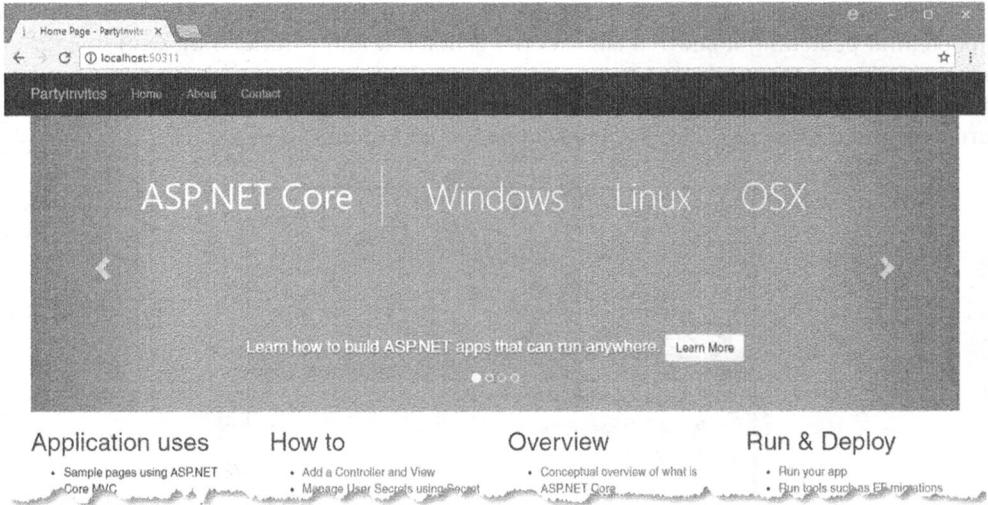 Home Page - PartyInvite
localhost:50311
PartyInvites Home About Contact
ASP.NET Core Windows Linux OSX
Learn how to build ASP.NET apps that can run anywhere. Learn More
Application uses
Sample pages using ASP.NET
Core MVC
How to
Add a Controller and View
Manage User Secrets using Secret
Overview
Conceptual overview of what is
ASP.NET Core
Run & Deploy
Run your app
Run tools such as EF migrations